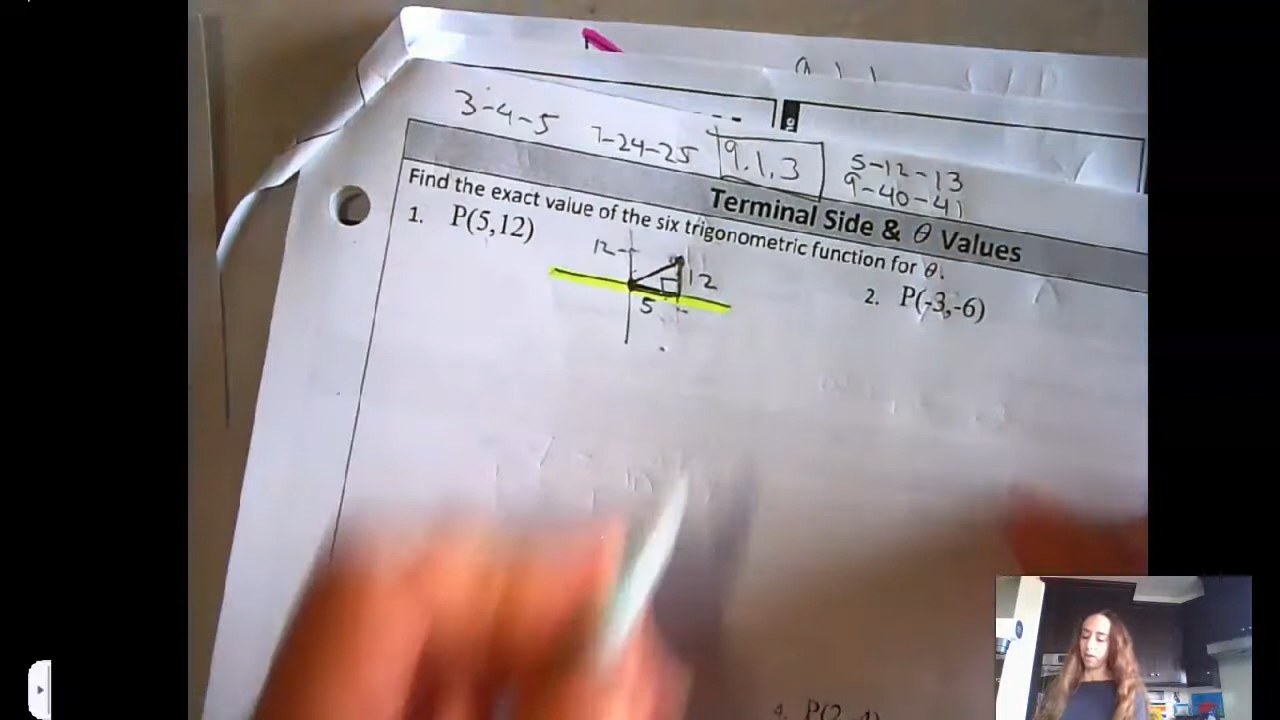 3-4-5
7-24-25
9.1.3
5-12-13
9-40-41
Terminal Side & θ Values
Find the exact value of the six trigonometric function for θ.
1. P(5,12)
12
12
5
2. P(-3,-6)